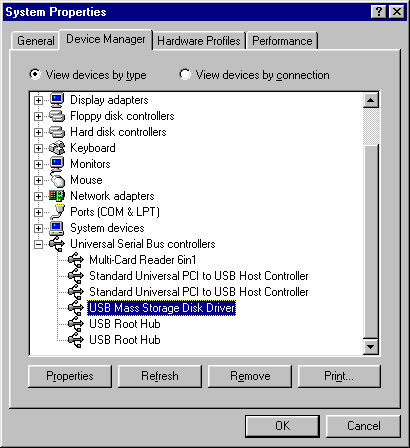 System Properties
General Device Manager Hardware Profiles Performance
View devices by type View devices by connection
Display adapters
Floppy disk controllers
Hard disk controllers
Keyboard
Monitors
Mouse
Network adapters
Ports (COM & LPT)
System devices
Universal Serial Bus controllers
Multi-Card Reader 6in1
Standard Universal PCI to USB Host Controller
Standard Universal PCI to USB Host Controller
USB Mass Storage Disk Driver
USB Root Hub
USB Root Hub
Properties Refresh Remove Print...
OK Cancel